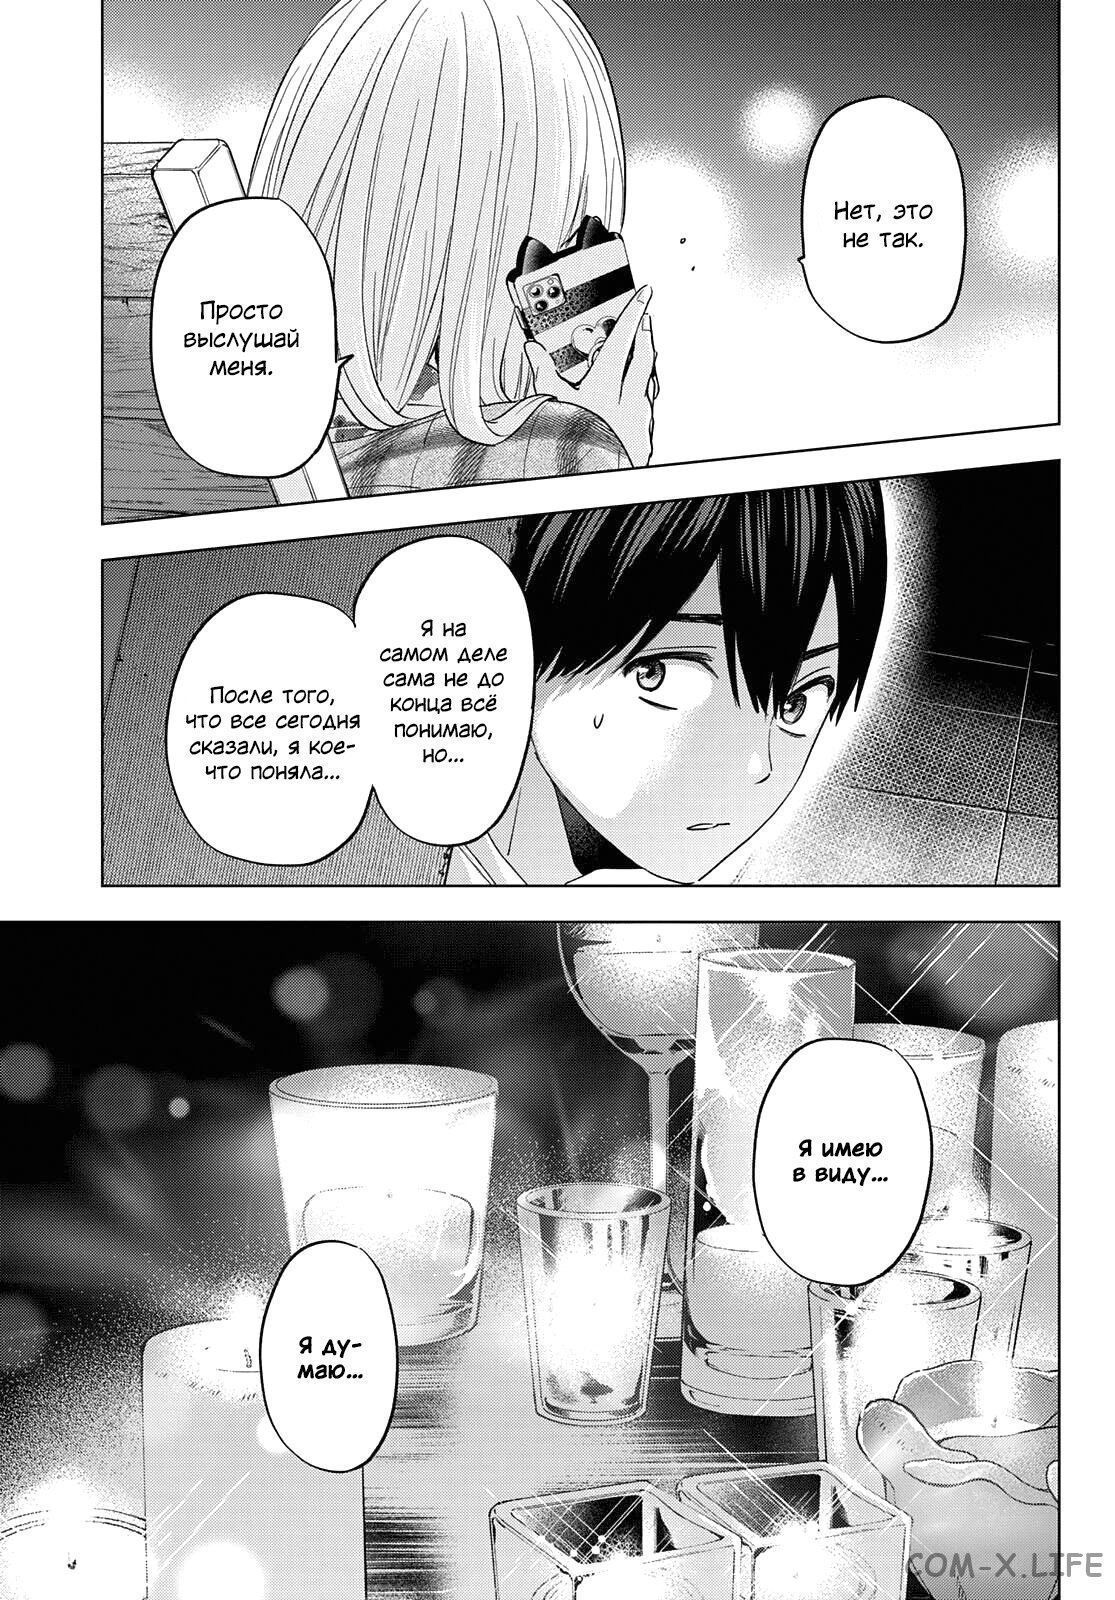 Нет, это
не так.
Просто
выслушай
меня.
Я на
самом деле
сама не до
конца всё
понимаю,
но...
После того,
что все сегодня
сказали, я кое-
что поняла...
Я имею
в виду...
Я ду-
маю...
COM-X.LIFE